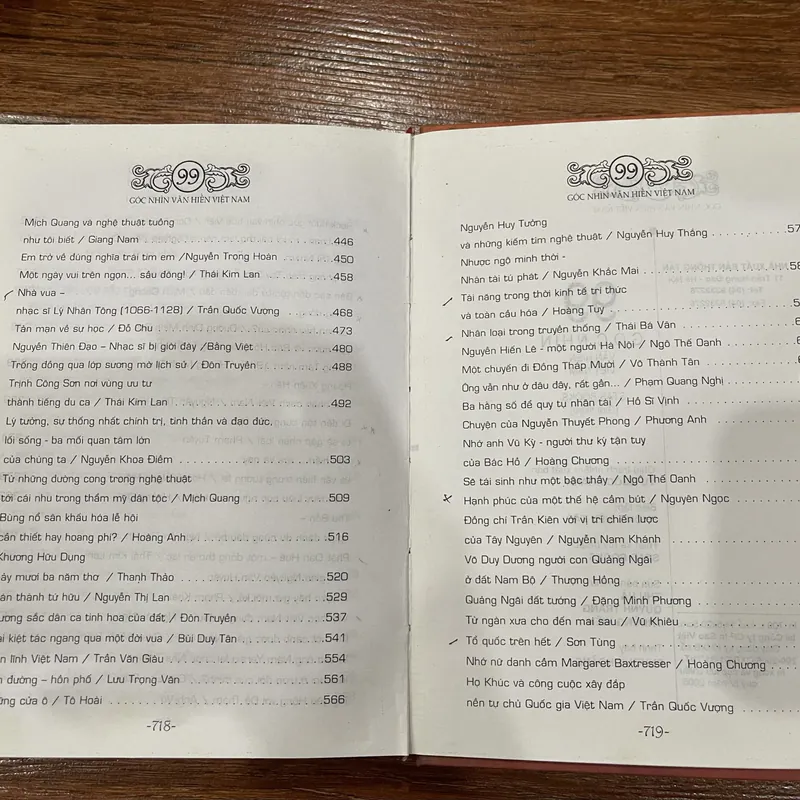 99
GÓC NHÌN VĂN HIẾN VIỆT NAM
Mịch Quang và nghệ thuật tuồng
như tôi biết / Giang Nam ........................446
Em trở về đúng nghĩa trái tim em /Nguyễn Trọng Hoàn ..........450
Một ngày vui trên ngọn... sầu đông! / Thái Kim Lan ..............458
Nhà vua –
nhạc sĩ Lý Nhân Tông (1066-1128) / Trần Quốc Vượng .........468
Tản mạn về sự học / Đỗ Chu ........................473
Nguyễn Thiên Đạo – Nhạc sĩ bị giời đày /Bằng Việt..............480
Trống đồng qua lớp sương mờ lịch sử / Đôn Truyền..............488
Trịnh Công Sơn nơi vùng ưu tư
thành tiếng du ca / Thái Kim Lan ........................492
Lý tưởng, sự thống nhất chính trị, tinh thần và đạo đức,
lối sống - ba mối quan tâm lớn
của chúng ta / Nguyễn Khoa Điềm ........................503
Từ những đường cong trong nghệ thuật
tới cái nhu trong thẩm mỹ dân tộc / Mịch Quang ..............509
Bùng nổ sân khấu hóa lễ hội
cần thiết hay hoang phí? / Hoàng Anh ........................516
Khương Hữu Dụng
bảy mươi ba năm thơ / Thanh Thảo ........................520
thánh tứ hữu / Nguyễn Thị Lan ........................529
sắc dân ca tinh hoa của đất / Đôn Truyền..............537
kiệt tác ngang qua một đời vua / Bùi Duy Tân ..............541
lĩnh Việt Nam / Trần Văn Giàu ........................554
đường – hồn phố / Lưu Trọng Văn ........................561
cửa ô / Tô Hoài ........................566
-718-
99
GÓC NHÌN VĂN HIẾN VIỆT NAM
Nguyễn Huy Tưởng
và những kiếm tìm nghệ thuật / Nguyễn Huy Thắng ..............57
Nhược ngộ minh thời -
Nhân tài tú phát / Nguyễn Khắc Mai ........................
Tài năng trong thời kinh tế tri thức
và toàn cầu hóa / Hoàng Tụy ........................
Nhân loại trong truyền thống / Thái Bá Vân ........................
Nguyễn Hiến Lê - một người Hà Nội / Ngô Thế Oanh ..............
Một chuyến đi Đồng Tháp Mười / Võ Thành Tân ..............
Ông vẫn như ở đâu đây, rất gần... / Phạm Quang Nghị ..............
Ba hằng số để quy tụ nhân tài / Hồ Sĩ Vịnh ........................
Chuyện của Nguyễn Thuyết Phong / Phương Anh ..............
Nhớ anh Vũ Kỳ - người thư ký tận tụy
của Bác Hồ / Hoàng Chương ........................
Sẽ tái sinh như một bậc thầy / Ngô Thế Oanh ..............
Hạnh phúc của một thế hệ cầm bút / Nguyên Ngọc ..............
Đồng chí Trần Kiên với vị trí chiến lược
của Tây Nguyên / Nguyễn Nam Khánh ........................
Võ Duy Dương người con Quảng Ngãi
ở đất Nam Bộ / Thượng Hồng ........................
Quảng Ngãi đất tướng / Đặng Minh Phương ..............
Từ ngàn xưa cho đến mai sau / Vũ Khiêu ..............
Tổ quốc trên hết / Sơn Tùng ........................
Nhớ nữ danh cầm Margaret Baxtresser / Hoàng Chương ........
Họ Khúc và công cuộc xây đắp
nền tự chủ Quốc gia Việt Nam / Trần Quốc Vượng ..............
-719-